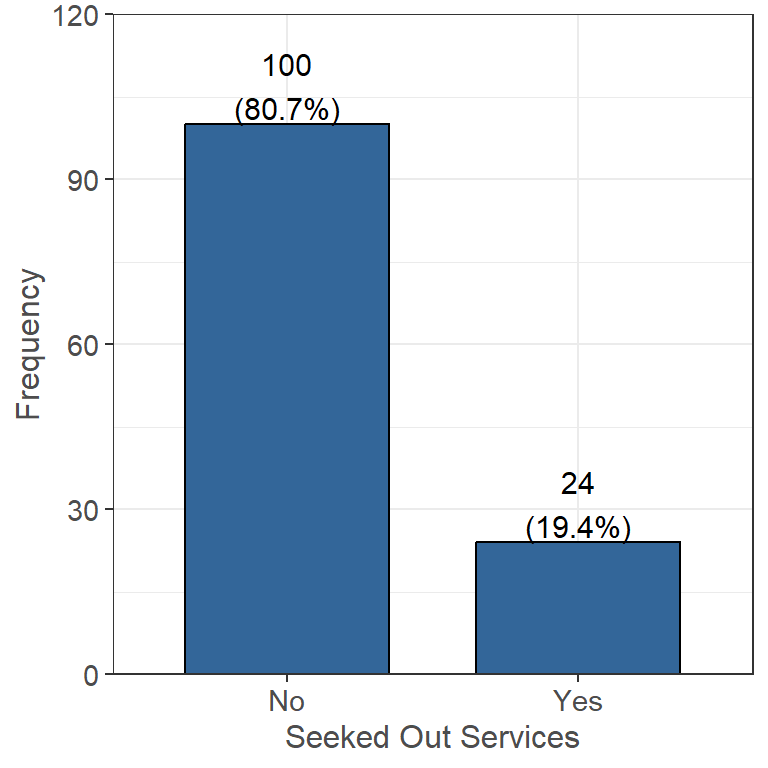 120
90
60
30
0
Frequency
100
(80.7%)
24
(19.4%)
No
Yes
Seeked Out Services